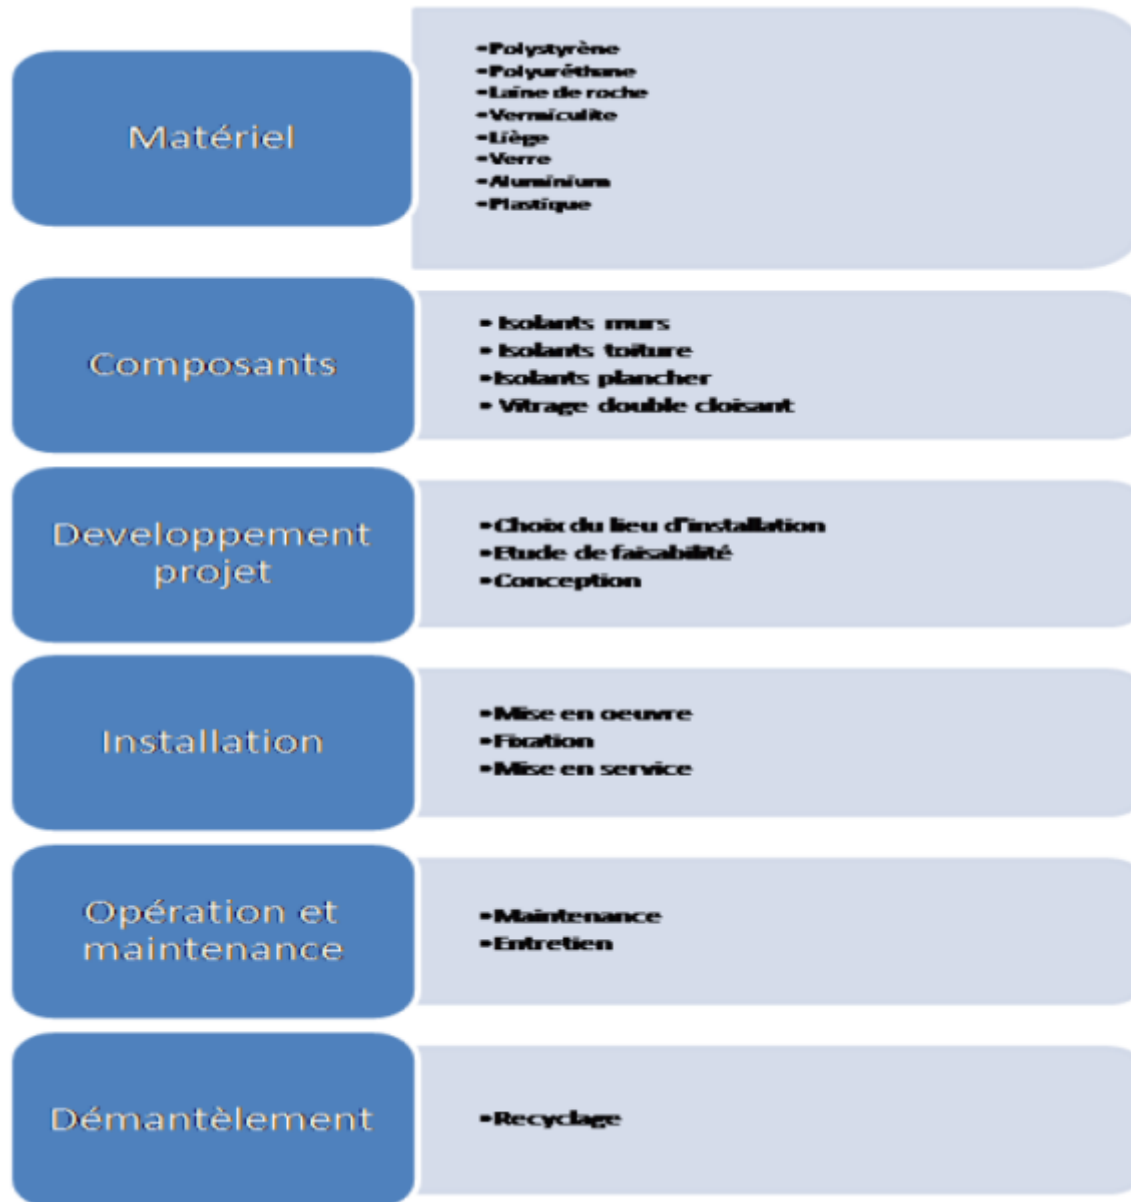 Matériel
•Polystyrène
•Polyuréthane
•Laine de roche
•Vermiculite
•Liège
•Verre
•Aluminium
•Plastique
Composants
• Isolants murs
• Isolants toiture
•Isolants plancher
• Vitrage double cloisant
Developpement
projet
•Choix du lieu d'installation
•Etude de faisabilité
•Conception
Installation
•Mise en oeuvre
•Fixation
•Mise en service
Opération et
maintenance
•Maintenance
•Entretien
Démantèlement
•Recyclage